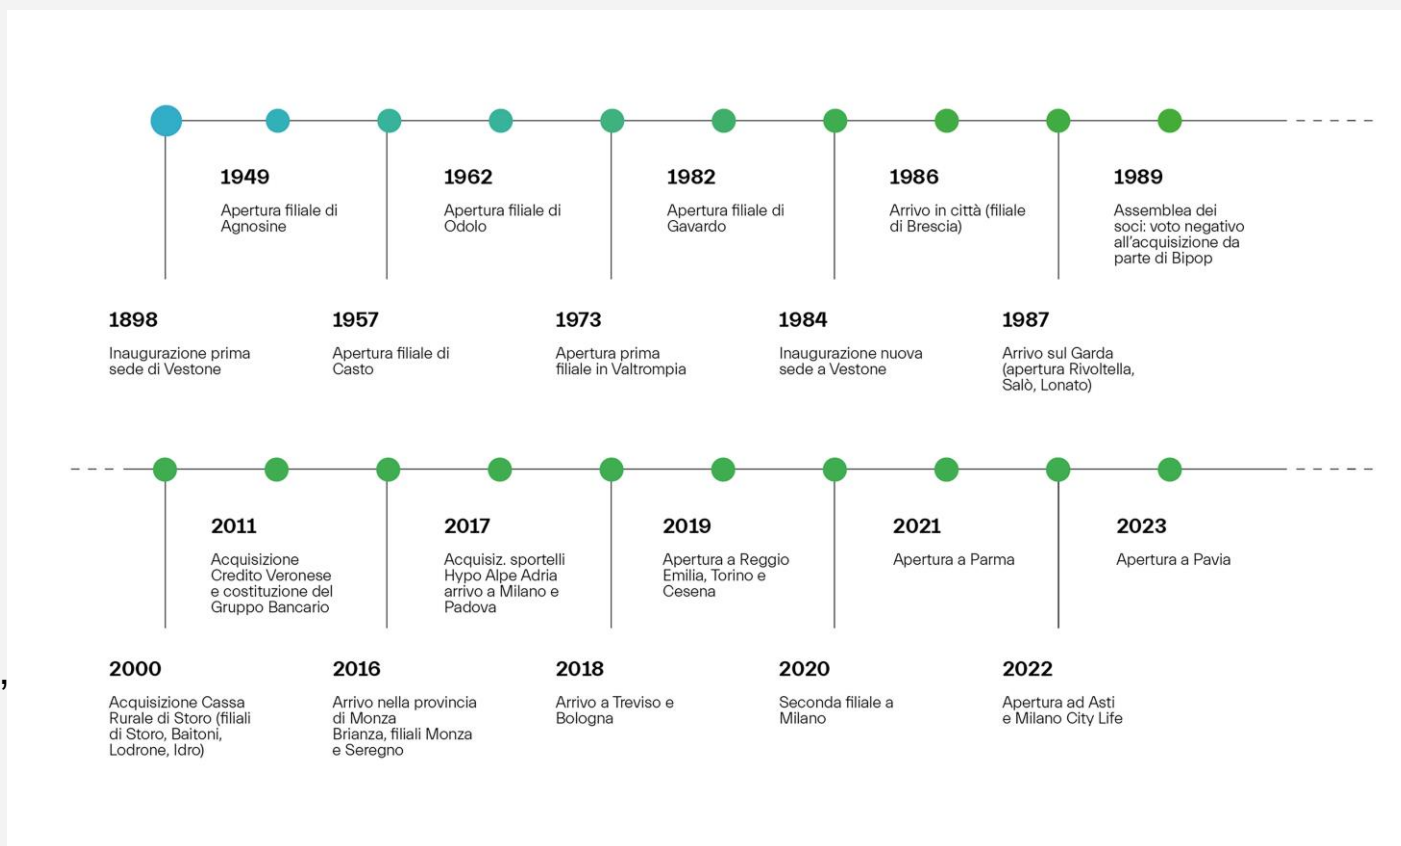 1949
Apertura filiale di
Agnosine
1962
Apertura filiale di
Odolo
1982
Apertura filiale di
Gavardo
1986
Arrivo in città (filiale
di Brescia)
1989
Assemblea dei
soci: voto negativo
all'acquisizione da
parte di Bipop
1898
Inaugurazione prima
sede di Vestone
1957
Apertura filiale di
Casto
1973
Apertura prima
filiale in Valtrompia
1984
Inaugurazione nuova
sede a Vestone
1987
Arrivo sul Garda
(apertura Rivoltella,
Salò, Lonato)
2011
Acquisizione
Credito Veronese
e costituzione del
Gruppo Bancario
2017
Acquisiz. sportelli
Hypo Alpe Adria
arrivo a Milano e
Padova
2019
Apertura a Reggio
Emilia, Torino e
Cesena
2021
Apertura a Parma
2023
Apertura a Pavia
,
2000
Acquisizione Cassa
Rurale di Storo (filiali
di Storo, Baitoni,
Lodrone, Idro)
2016
Arrivo nella provincia
di Monza
Brianza, filiali Monza
e Seregno
2018
Arrivo a Treviso e
Bologna
2020
Seconda filiale a
Milano
2022
Apertura ad Asti
e Milano City Life